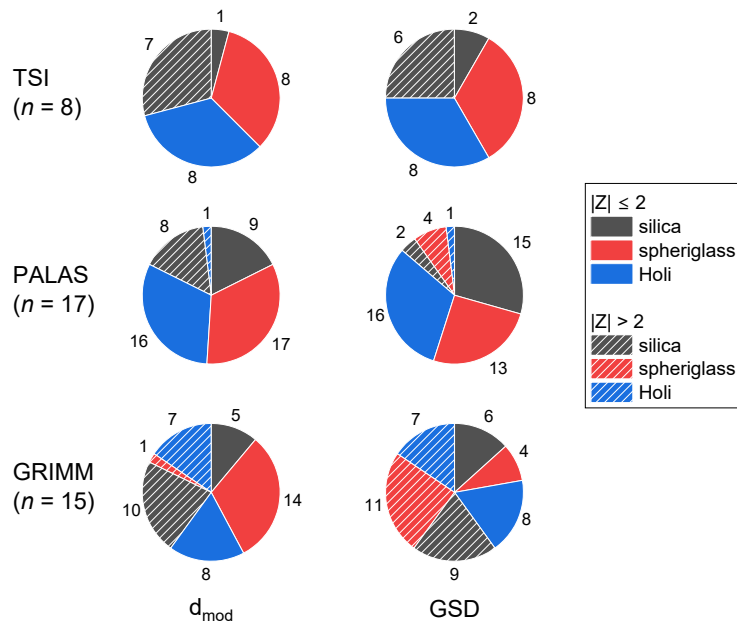 TSI
(n = 8)
1
7
8
8
2
6
8
8
PALAS
(n = 17)
1
8
9
16
17
1
4
2
15
16
13
GRIMM
(n = 15)
7
5
1
10
14
8
7
6
4
11
8
9
d_mod
GSD
|Z| ≤ 2
silica
spheriglass
Holi
|Z| > 2
silica
spheriglass
Holi